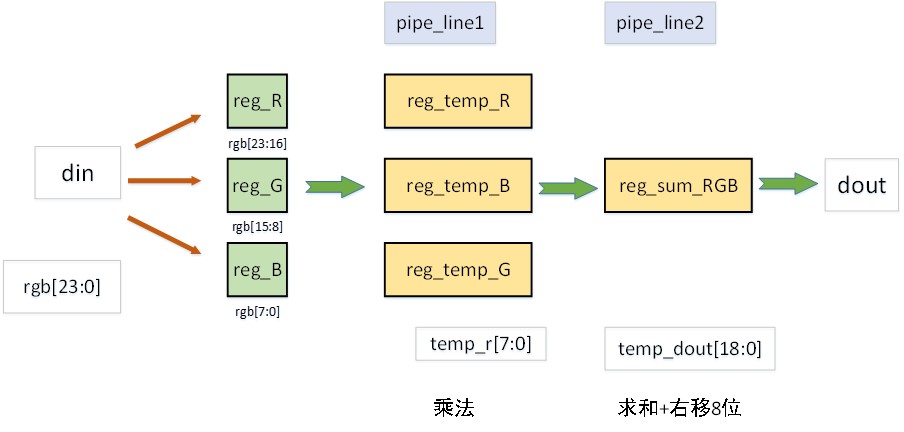 pipe_line1
pipe_line2
reg_R
reg_temp_R
rgb[23:16]
din
reg_G
reg_temp_B
reg_sum_RGB
dout
rgb[15:8]
reg_B
reg_temp_G
rgb[23:0]
rgb[7:0]
temp_r[7:0]
temp_dout[18:0]
乘法
求和+右移8位